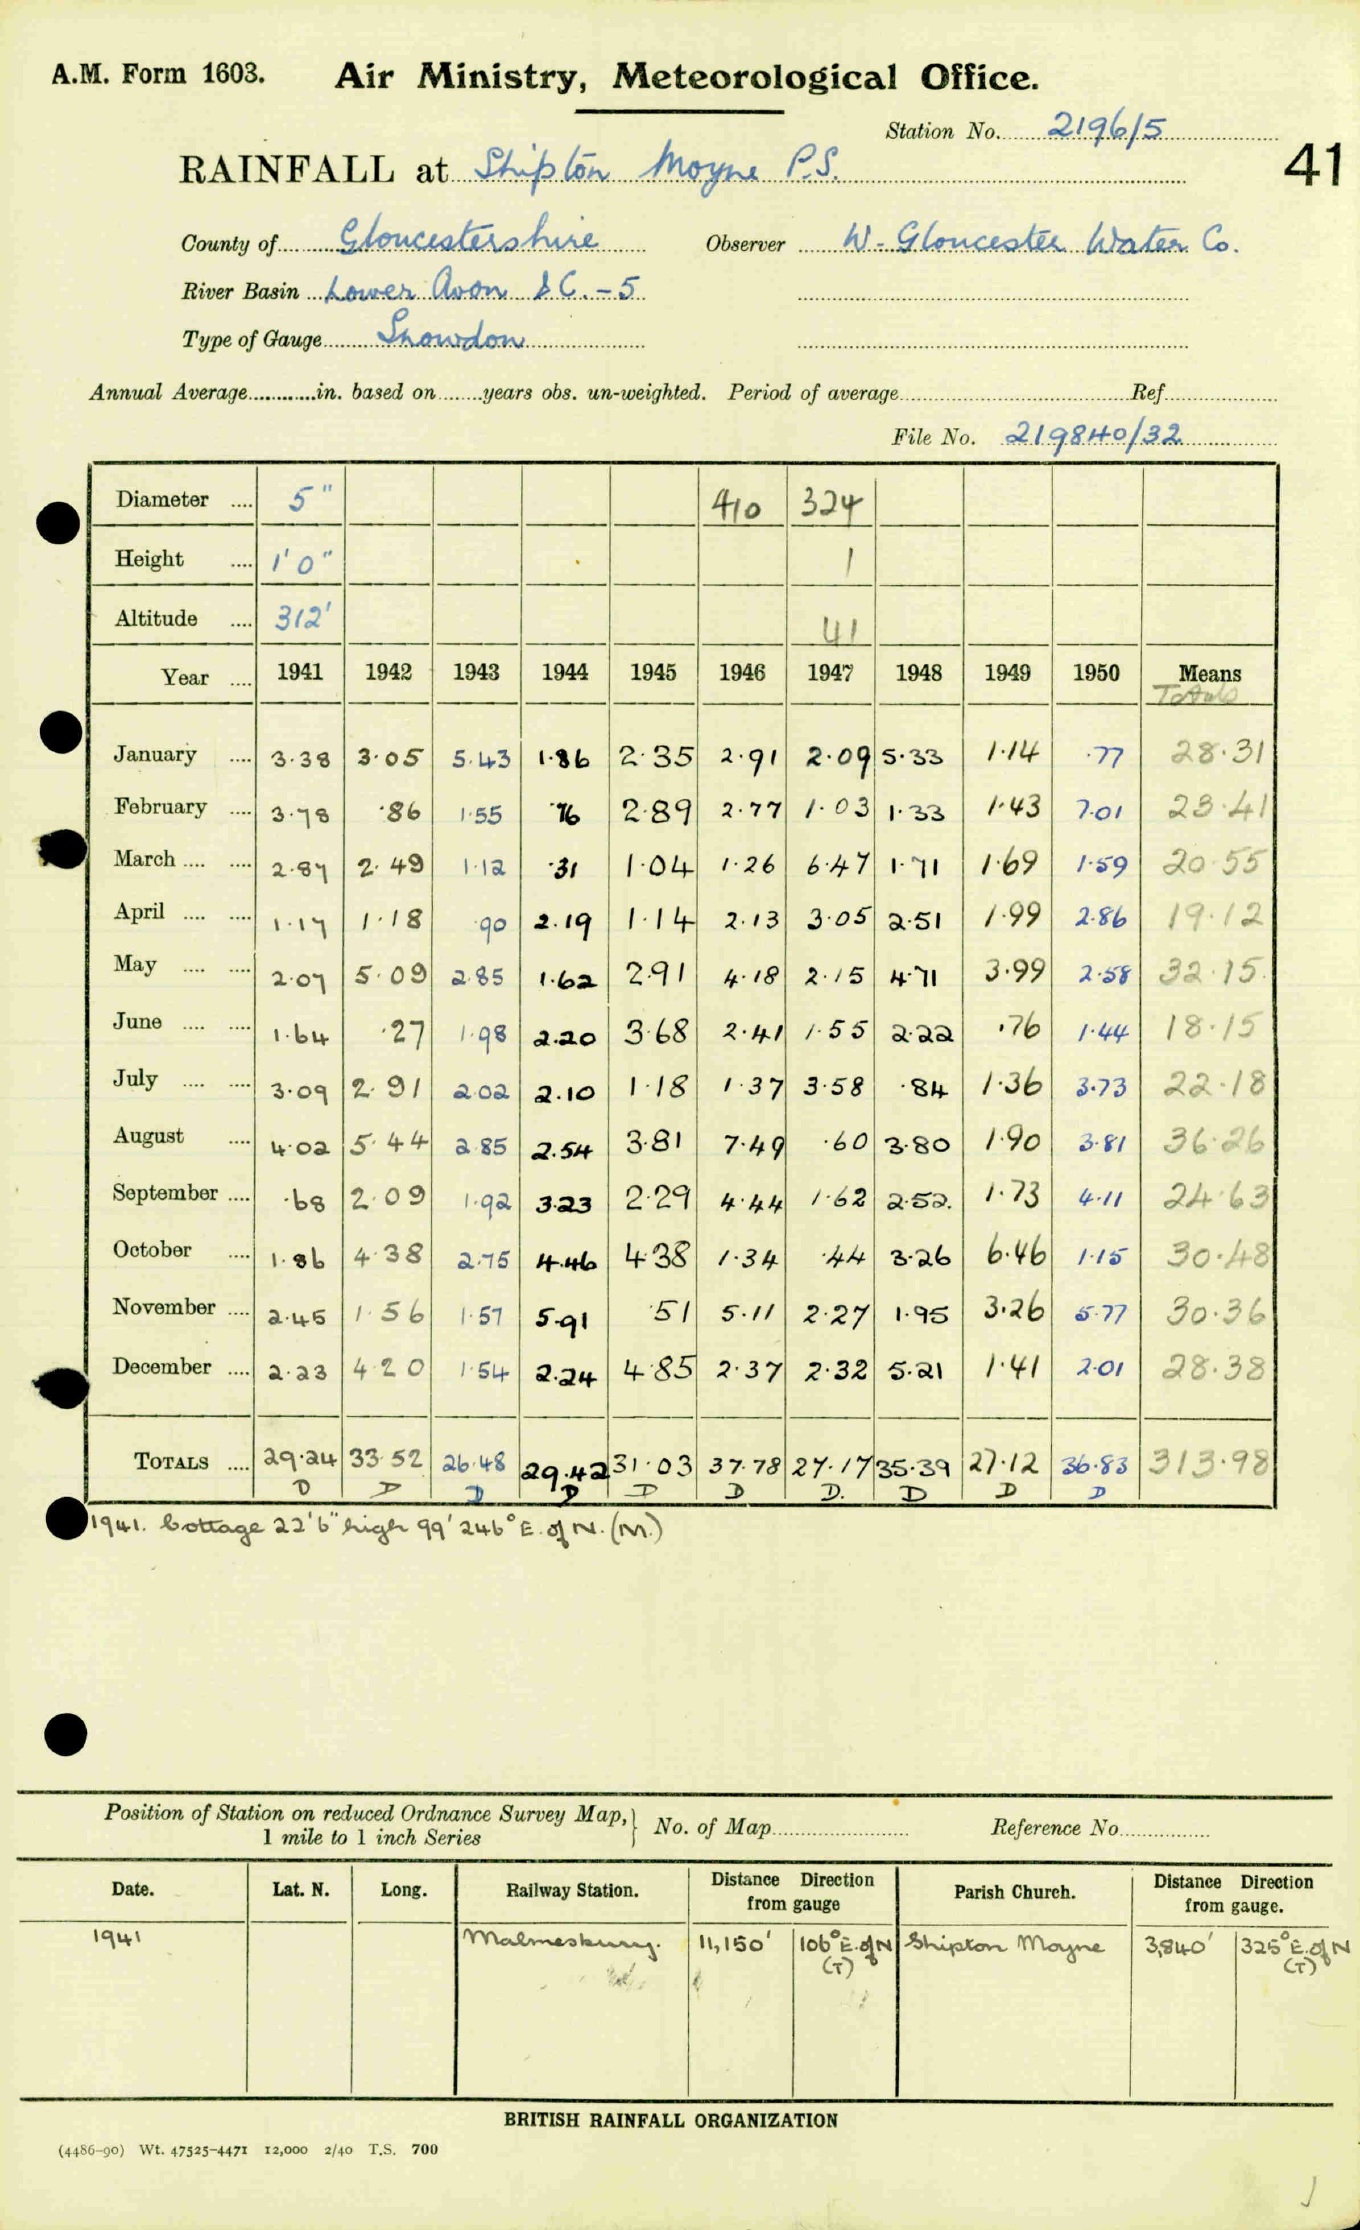 A.M. Form 1603. Air Ministry, Meteorological Office.
Station No. 2196/5
41
RAINFALL at Shipton Moyne P.S.
County of Gloucestershire Observer W. Gloucester Water Co.
River Basin Lower Avon &C. - 5
Type of Gauge Snowdon
Annual Average............in. based on.......years obs. un-weighted. Period of average Ref
File No. 219840/32
Diameter .... 5" 410 324
Height .... 1' 0" 1
Altitude .... 312' 41
Year .... 1941 1942 1943 1944 1945 1946 1947 1948 1949 1950 Means
Totals
January .... 3.38 3.05 5.43 1.86 2.35 2.91 2.09 5.33 1.14 .77 28.31
February .... 3.78 .86 1.55 .76 2.89 2.77 1.03 1.33 1.43 7.01 23.41
March .... .... 2.87 2.49 1.12 .31 1.04 1.26 6.47 1.71 1.69 1.59 20.55
April .... .... 1.17 1.18 .90 2.19 1.14 2.13 3.05 2.51 1.99 2.86 19.12
May .... .... 2.07 5.09 2.85 1.62 2.91 4.18 2.15 4.71 3.99 2.58 32.15
June .... .... 1.64 .27 1.98 2.20 3.68 2.41 1.55 2.22 .76 1.44 18.15
July .... .... 3.09 2.91 2.02 2.10 1.18 1.37 3.58 .84 1.36 3.73 22.18
August .... 4.02 5.44 2.85 2.54 3.81 7.49 .60 3.80 1.90 3.81 36.26
September .... .68 2.09 1.92 3.23 2.29 4.44 1.62 2.52 1.73 4.11 24.63
October .... 1.86 4.38 2.75 4.46 4.38 1.34 .44 3.26 6.46 1.15 30.48
November .... 2.45 1.56 1.57 5.91 .51 5.11 2.27 1.95 3.26 5.77 30.36
December .... 2.23 4.20 1.54 2.24 4.85 2.37 2.32 5.21 1.41 2.01 28.38
TOTALS .... 29.24 33.52 26.48 29.42 31.03 37.78 27.17 35.39 27.12 36.83 313.98
D D D D D D D. D D D
1941. Cottage 22'6" high 99' 246° E. of N. (M.)
Position of Station on reduced Ordnance Survey Map,} No. of Map Reference No
1 mile to 1 inch Series
Date. Lat. N. Long. Railway Station. Distance Direction from gauge Parish Church. Distance Direction from gauge.
1941 Malmesbury. 11,150' 106° E. of N (T) Shipton Moyne 3,840' 325° E. of N (T)
BRITISH RAINFALL ORGANIZATION
(4486-90) Wt. 47525-4471 12,000 2/40 T.S. 700